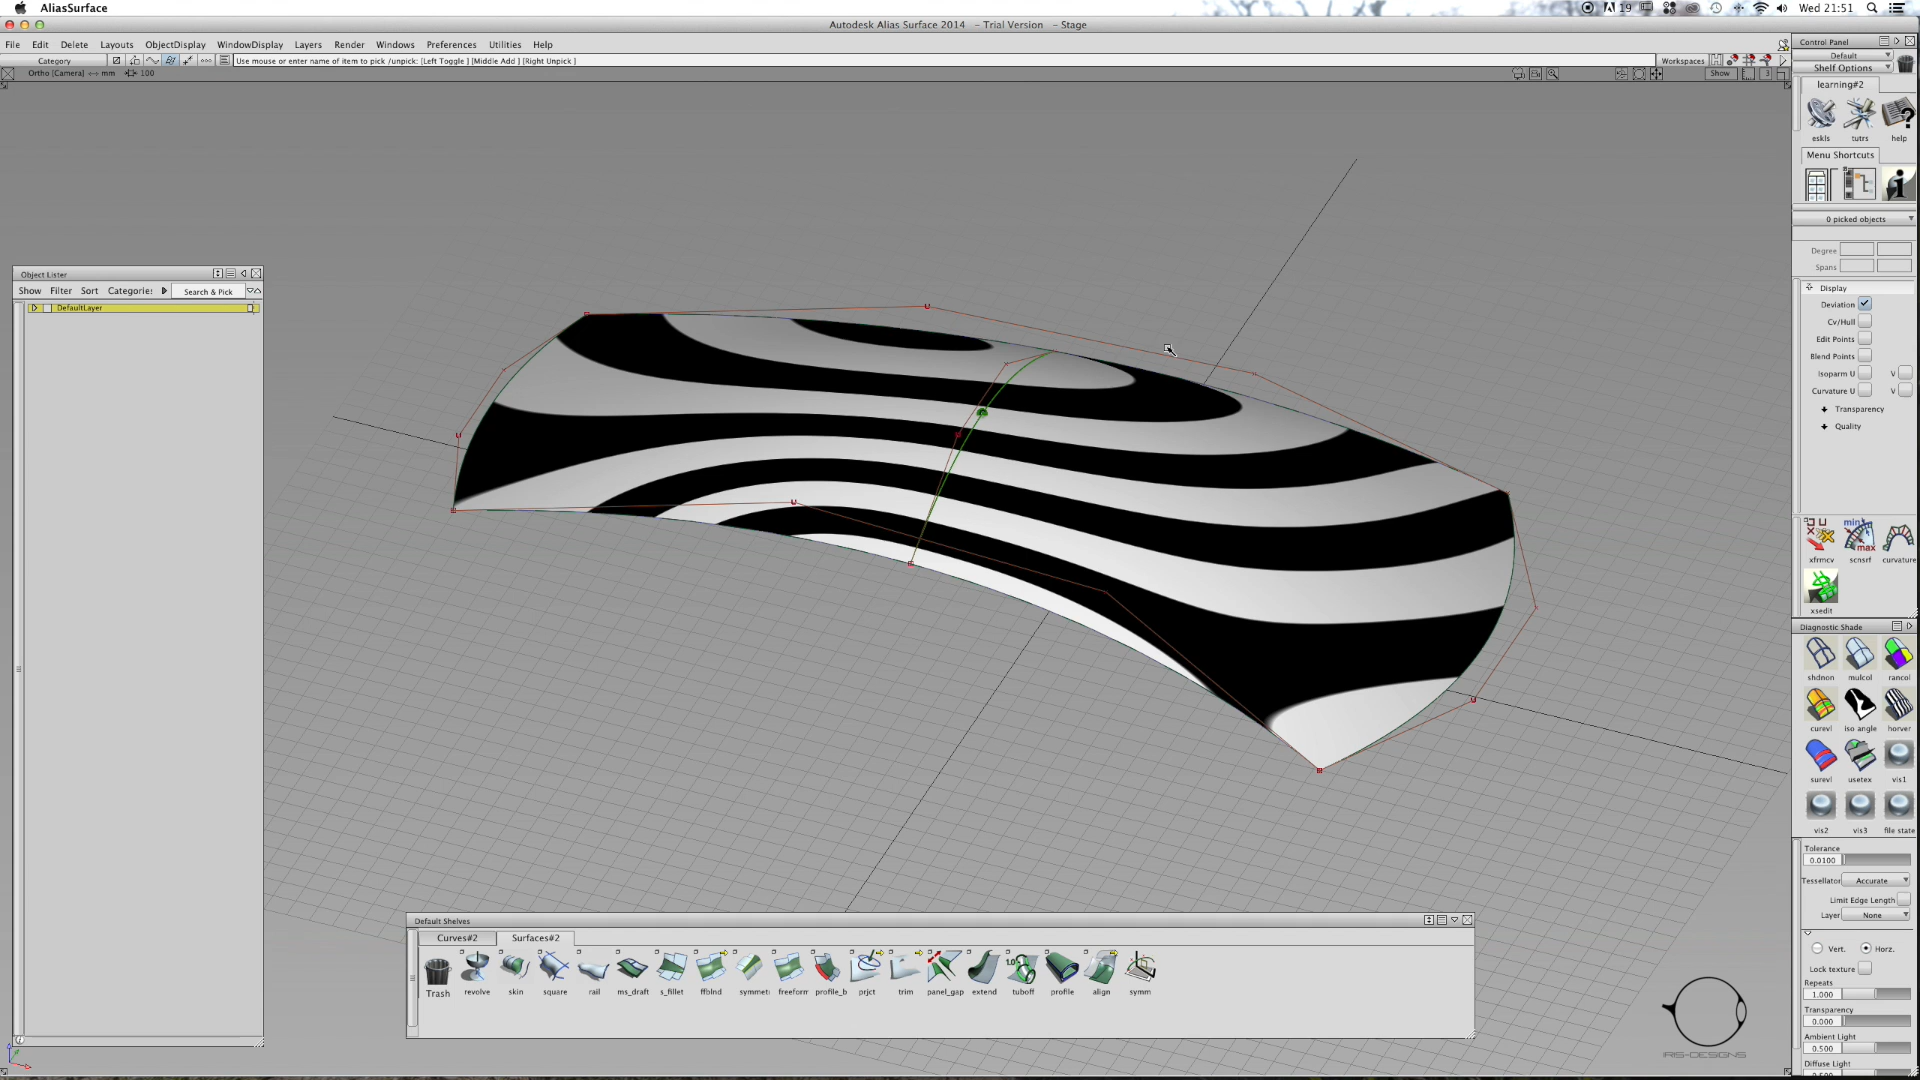 AliasSurface
19
Wed 21:51
Autodesk Alias Surface 2014 - Trial Version - Stage
File Edit Delete Layouts ObjectDisplay WindowDisplay Layers Render Windows Preferences Utilities Help
Category
Use mouse or enter name of item to pick /unpick: [Left Toggle ] [Middle Add ] [Right Unpick ]
Workspaces
Ortho [Camera] <-> mm 100
Show
3
Control Panel
Default
Shelf Options
learning#2
eskls tutrs help
Menu Shortcuts
0 picked objects
Degree
Spans
Display
Deviation
Cv/Hull
Edit Points
Blend Points
Isoparm U V
Curvature U V
Transparency
Quality
xfrmcv scnsrf curvature
xsedit
Diagnostic Shade
shdnon mulcol rancol
curevl iso angle horver
surevl usetex vis1
vis2 vis3 file state
Tolerance
0.0100
Tessellator Accurate
Limit Edge Length
Layer None
Vert. Horz.
Lock texture
Repeats
1.000
Transparency
0.000
Ambient Light
0.500
Diffuse Light
Object Lister
Show Filter Sort Categories Search & Pick
DefaultLayer
U
U
U
U
Default Shelves
Curves#2 Surfaces#2
Trash revolve skin square rail ms_draft s_fillet ffblnd symmet freeform profile_b prjct trim panel_gap extend tuboff profile align symm
IRIS-DESIGNS